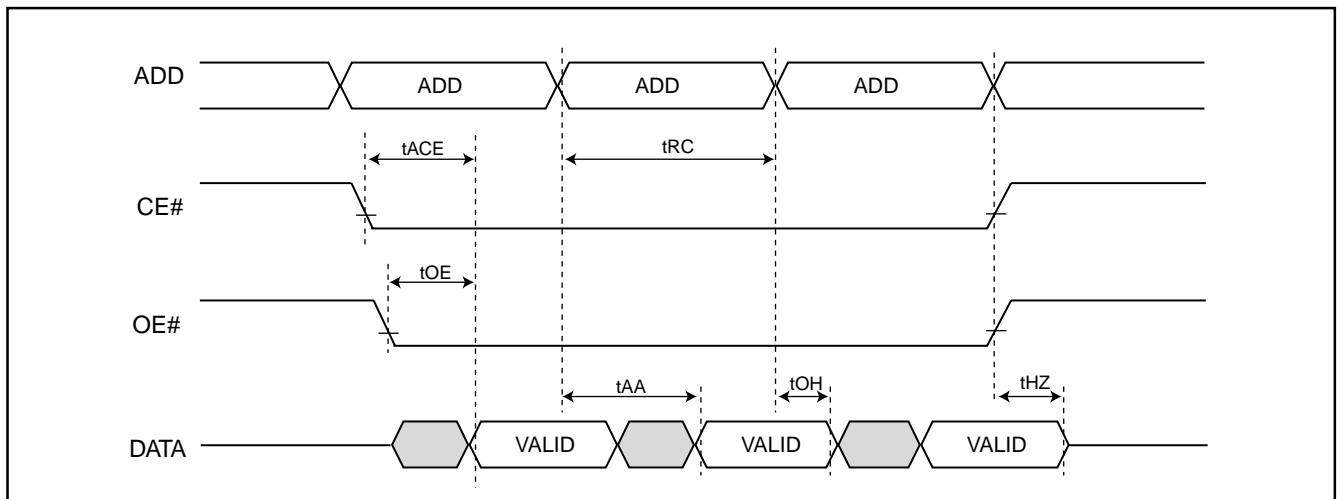 ADD ADD ADD ADD
tACE tRC
CE#
tOE
OE#
tAA tOH tHZ
DATA VALID VALID VALID